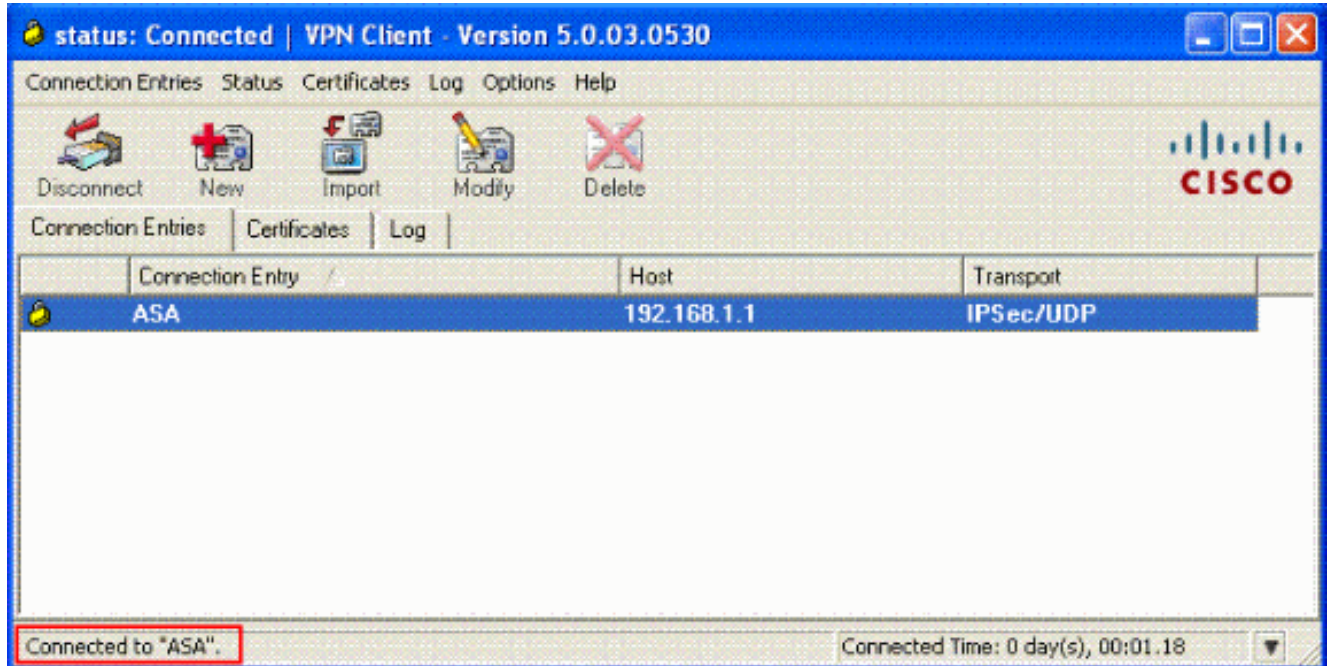 status: Connected | VPN Client - Version 5.0.03.0530
Connection Entries Status Certificates Log Options Help
Disconnect New Import Modify Delete
CISCO
Connection Entries Certificates Log
Connection Entry Host Transport
ASA 192.168.1.1 IPSec/UDP
Connected to "ASA". Connected Time: 0 day(s), 00:01.18